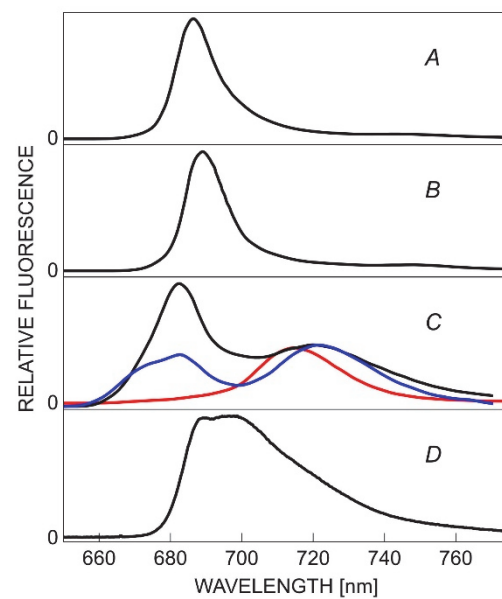 RELATIVE FLUORESCENCE
A
0
B
0
C
0
D
0
660 680 700 720 740 760
WAVELENGTH [nm]